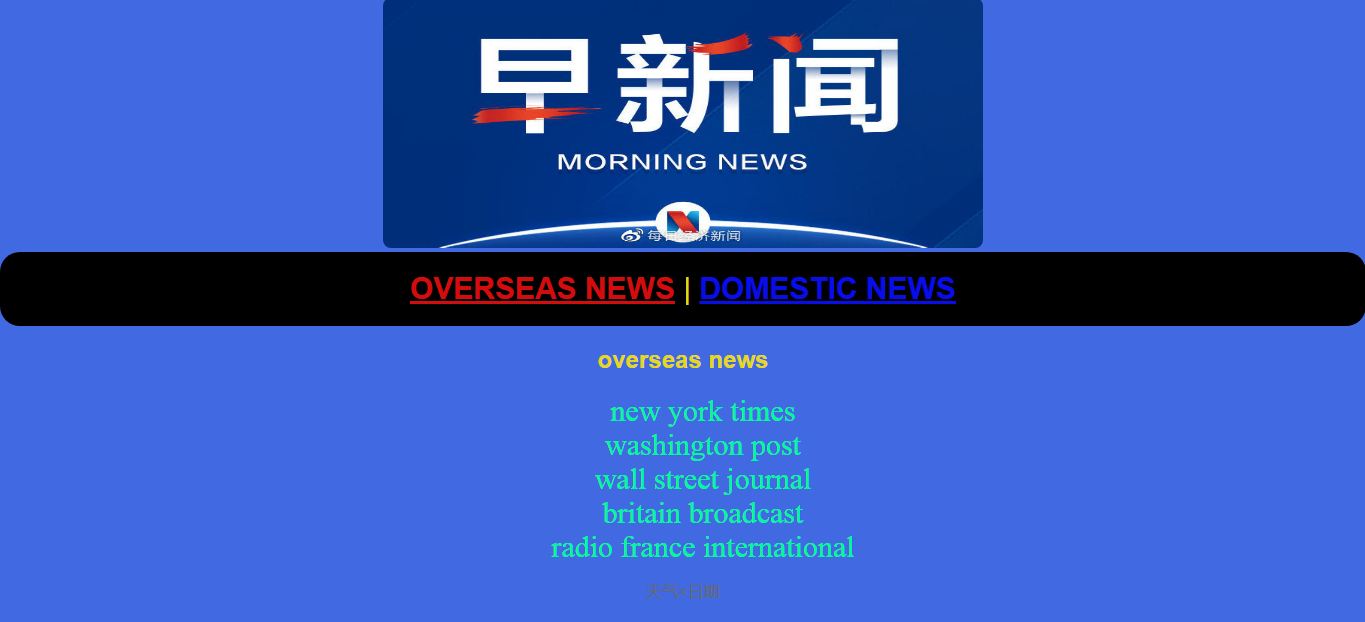 早新闻
MORNING NEWS
每日经济新闻
OVERSEAS NEWS | DOMESTIC NEWS
overseas news
new york times
washington post
wall street journal
britain broadcast
radio france international
天气&日期